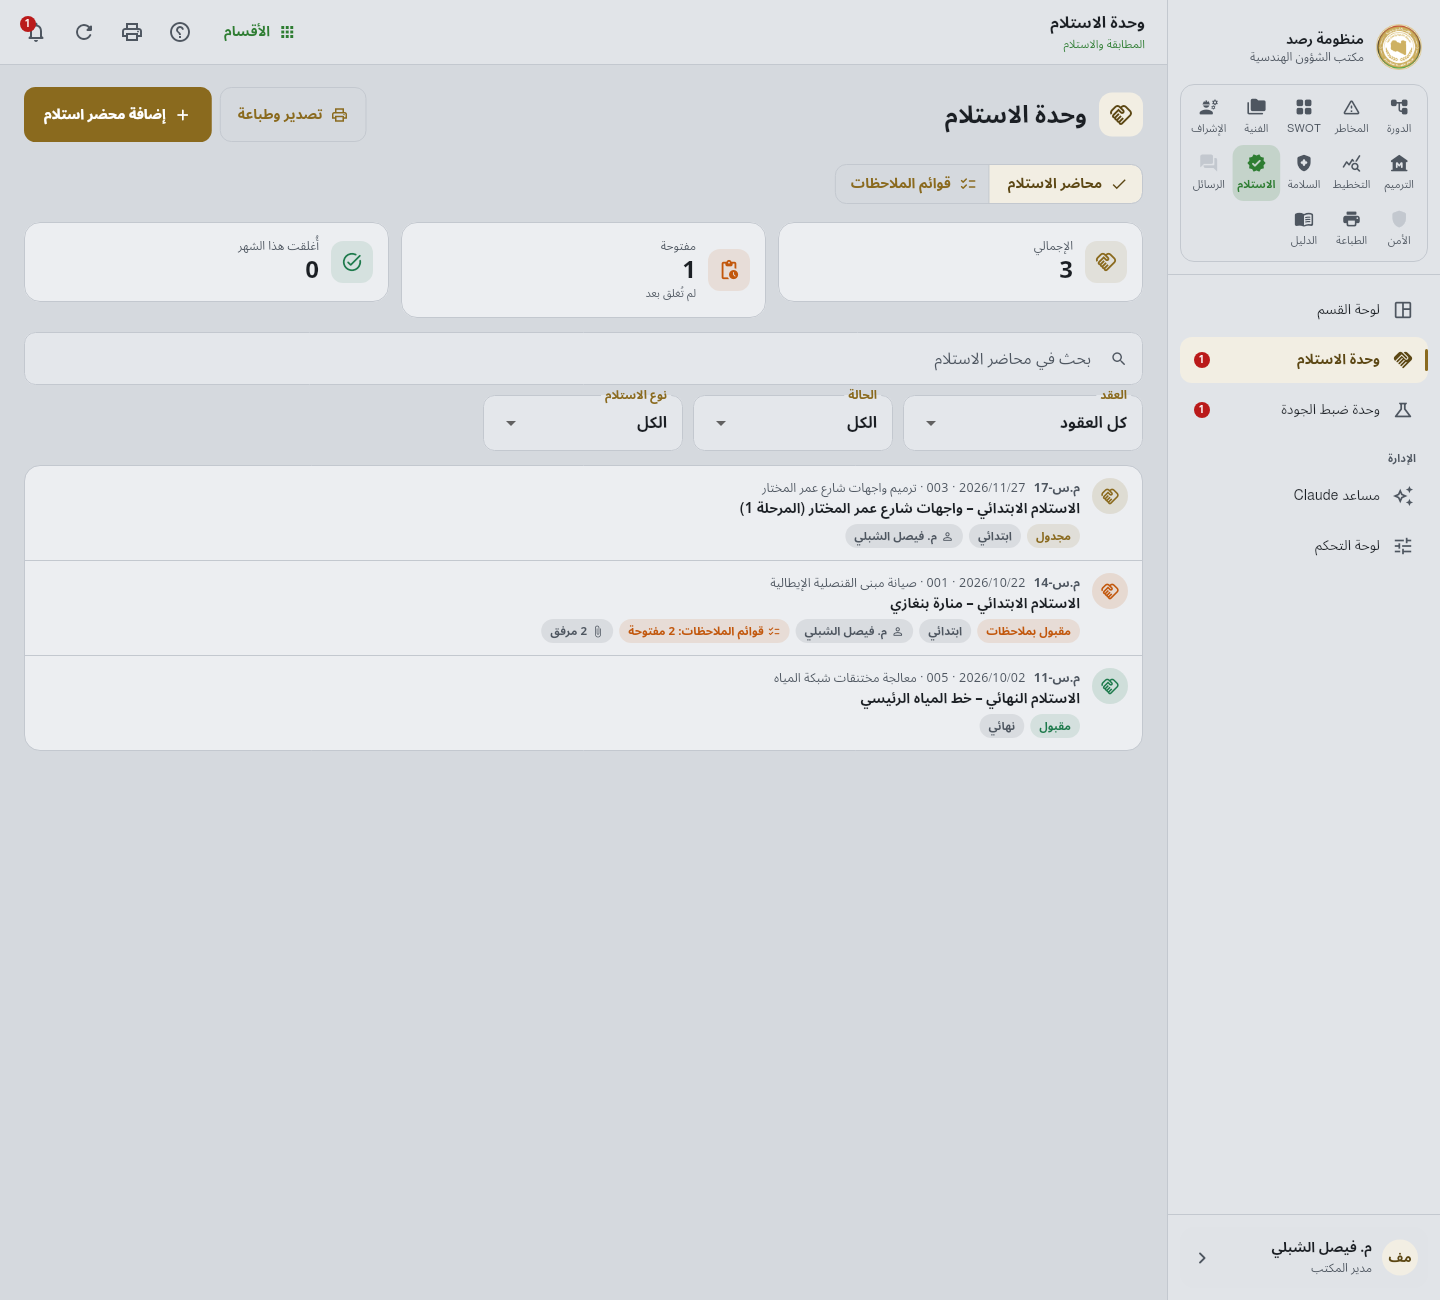 منظومة رصد
مكتب الشؤون الهندسية
الدورة
المخاطر
SWOT
الفنية
الإشراف
الترميم
التخطيط
السلامة
الاستلام
الرسائل
الأمن
الطباعة
الدليل
لوحة القسم
وحدة الاستلام
1
وحدة ضبط الجودة
1
الإدارة
مساعد Claude
لوحة التحكم
م. فيصل الشبلي
مدير المكتب
مف
وحدة الاستلام
المطابقة والاستلام
الأقسام
1
وحدة الاستلام
تصدير وطباعة
إضافة محضر استلام
محاضر الاستلام
قوائم الملاحظات
الإجمالي
3
مفتوحة
1
لم تُغلق بعد
أُغلقت هذا الشهر
0
بحث في محاضر الاستلام
العقد
كل العقود
الحالة
الكل
نوع الاستلام
الكل
م.س-17 2026/11/27 · 003 · ترميم واجهات شارع عمر المختار
الاستلام الابتدائي – واجهات شارع عمر المختار (المرحلة 1)
مجدول
ابتدائي
م. فيصل الشبلي
م.س-14 2026/10/22 · 001 · صيانة مبنى القنصلية الإيطالية
الاستلام الابتدائي – منارة بنغازي
مقبول بملاحظات
ابتدائي
م. فيصل الشبلي
قوائم الملاحظات: 2 مفتوحة
2 مرفق
م.س-11 2026/10/02 · 005 · معالجة مختنقات شبكة المياه
الاستلام النهائي – خط المياه الرئيسي
مقبول
نهائي